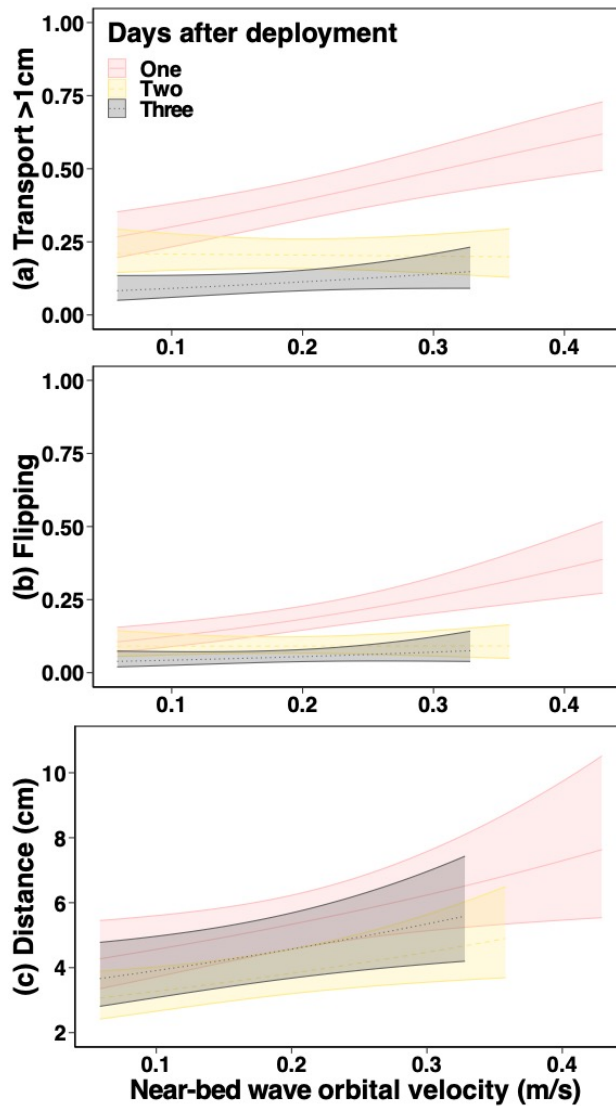 Days after deployment
One
Two
Three
(a) Transport >1cm
1.00
0.75
0.50
0.25
0.00
0.1 0.2 0.3 0.4
(b) Flipping
1.00
0.75
0.50
0.25
0.00
0.1 0.2 0.3 0.4
(c) Distance (cm)
10
8
6
4
2
0.1 0.2 0.3 0.4
Near-bed wave orbital velocity (m/s)